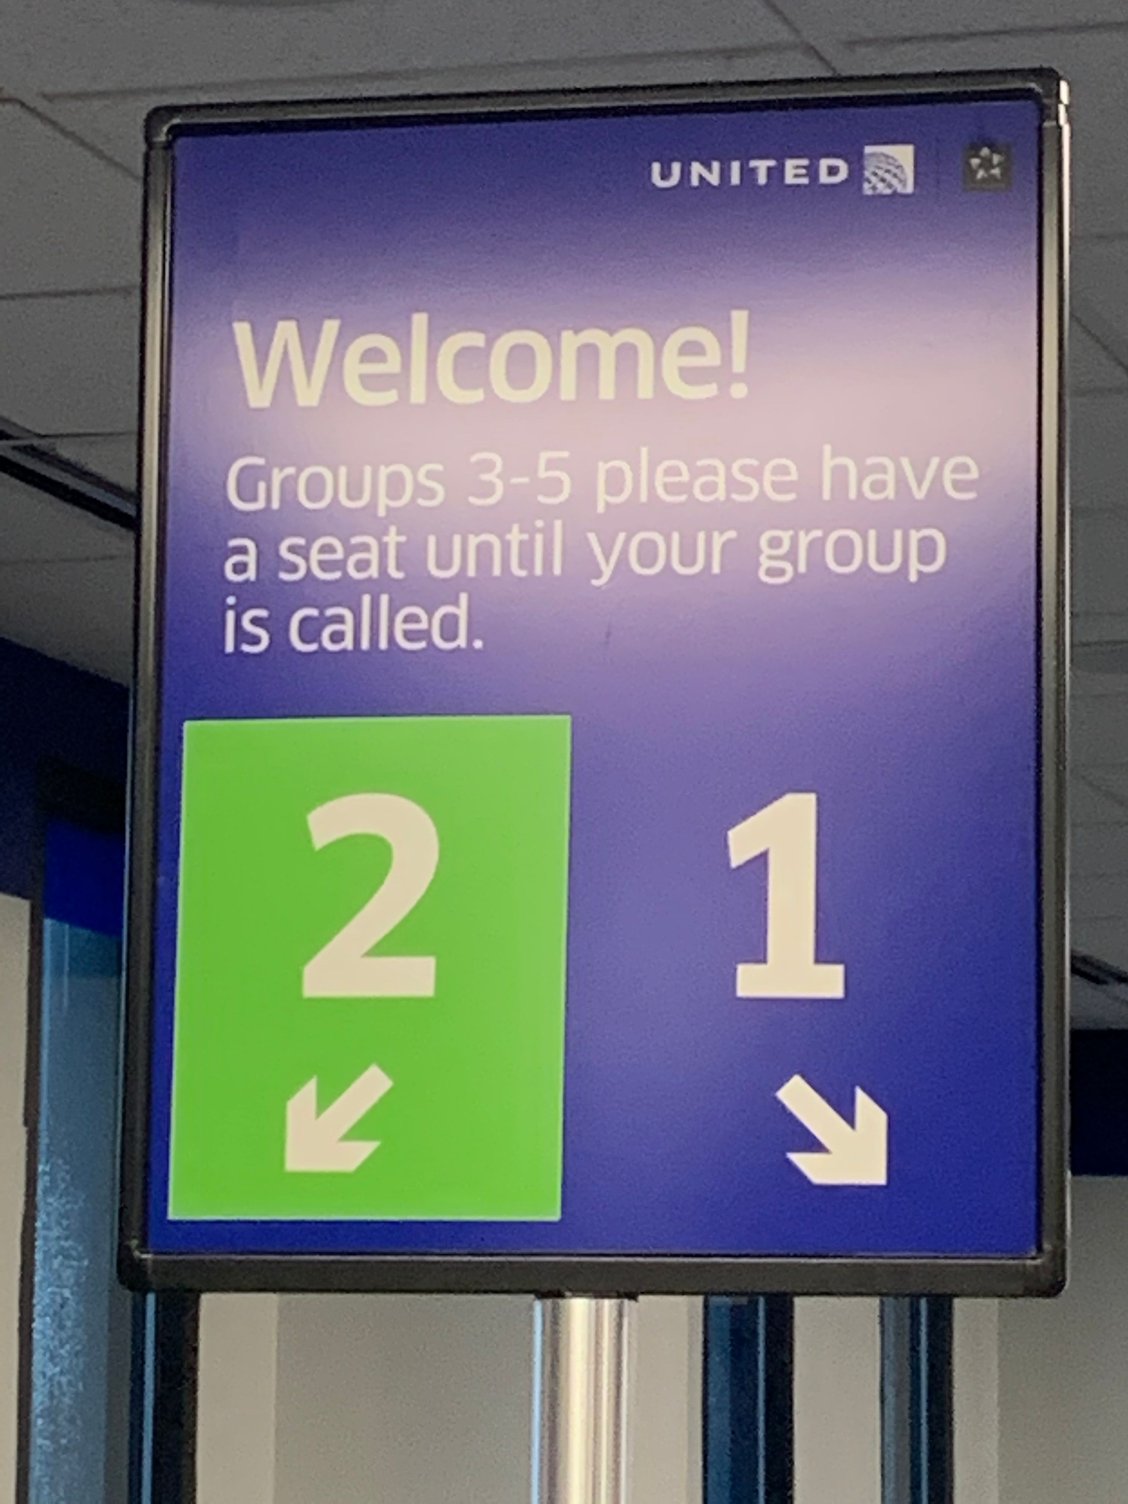 UNITED
Welcome!
Groups 3-5 please have
a seat until your group
is called.
2
1